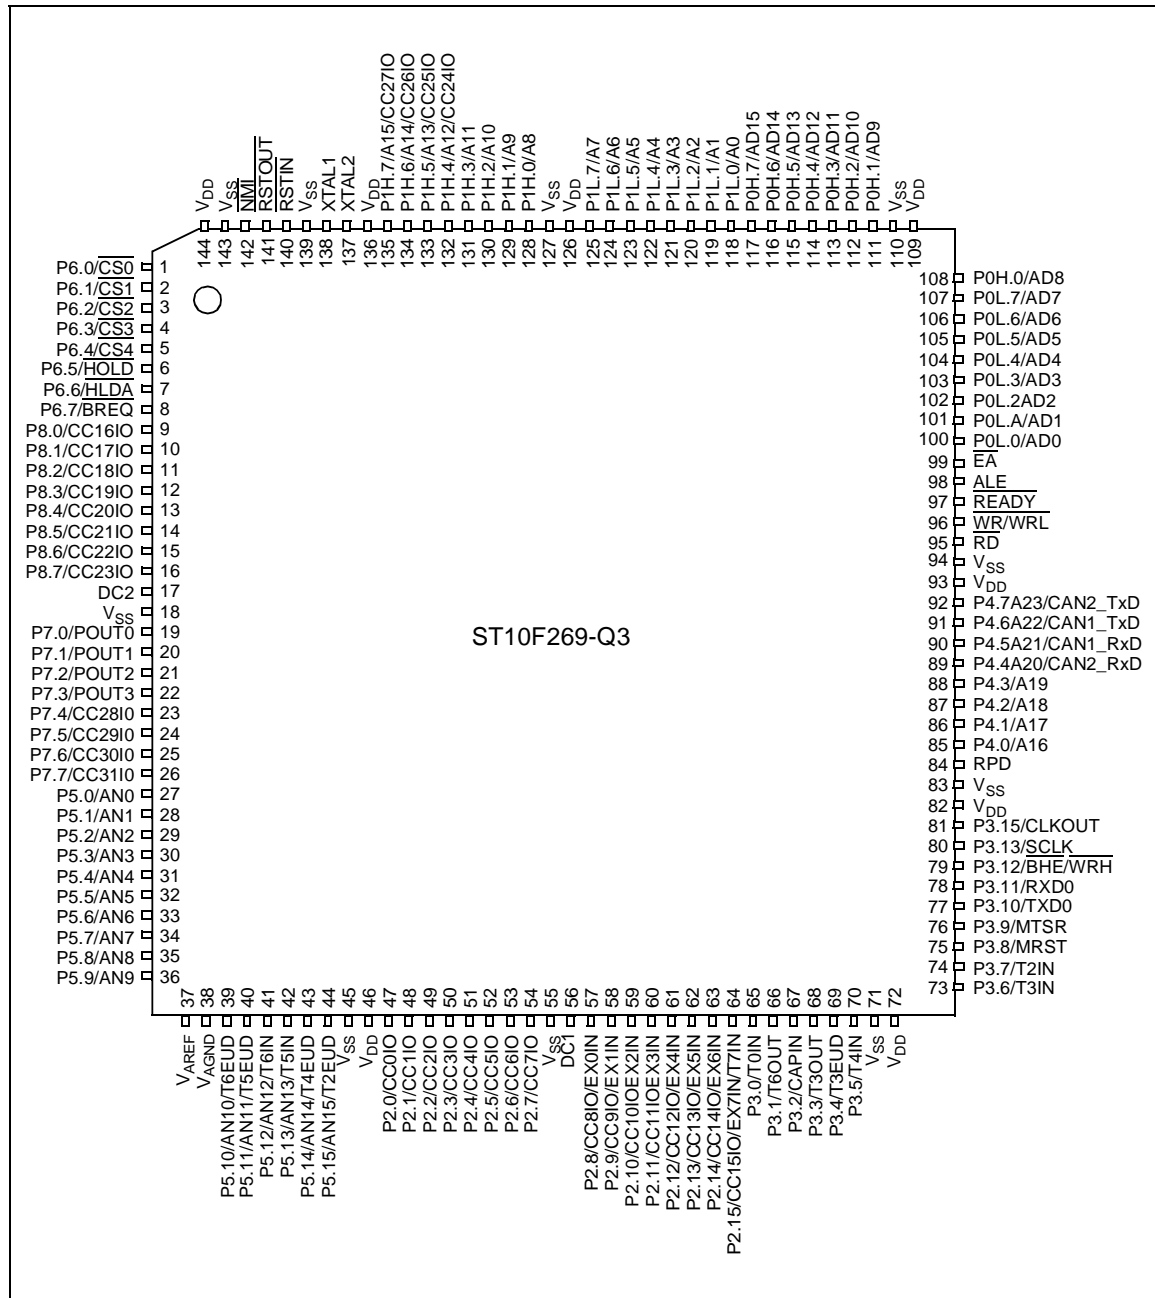 VDD
VSS
NMI
RSTOUT
RSTIN
VSS
XTAL1
XTAL2
VDD
P1H.7/A15/CC27IO
P1H.6/A14/CC26IO
P1H.5/A13/CC25IO
P1H.4/A12/CC24IO
P1H.3/A11
P1H.2/A10
P1H.1/A9
P1H.0/A8
VSS
VDD
P1L.7/A7
P1L.6/A6
P1L.5/A5
P1L.4/A4
P1L.3/A3
P1L.2/A2
P1L.1/A1
P1L.0/A0
P0H.7/AD15
P0H.6/AD14
P0H.5/AD13
P0H.4/AD12
P0H.3/AD11
P0H.2/AD10
P0H.1/AD9
VSS
VDD
144
143
142
141
140
139
138
137
136
135
134
133
132
131
130
129
128
127
126
125
124
123
122
121
120
119
118
117
116
115
114
113
112
111
110
109
P6.0/CS0 1
P6.1/CS1 2
P6.2/CS2 3
P6.3/CS3 4
P6.4/CS4 5
P6.5/HOLD 6
P6.6/HLDA 7
P6.7/BREQ 8
P8.0/CC16IO 9
P8.1/CC17IO 10
P8.2/CC18IO 11
P8.3/CC19IO 12
P8.4/CC20IO 13
P8.5/CC21IO 14
P8.6/CC22IO 15
P8.7/CC23IO 16
DC2 17
VSS 18
P7.0/POUT0 19
P7.1/POUT1 20
P7.2/POUT2 21
P7.3/POUT3 22
P7.4/CC28I0 23
P7.5/CC29I0 24
P7.6/CC30I0 25
P7.7/CC31I0 26
P5.0/AN0 27
P5.1/AN1 28
P5.2/AN2 29
P5.3/AN3 30
P5.4/AN4 31
P5.5/AN5 32
P5.6/AN6 33
P5.7/AN7 34
P5.8/AN8 35
P5.9/AN9 36
ST10F269-Q3
108 P0H.0/AD8
107 P0L.7/AD7
106 P0L.6/AD6
105 P0L.5/AD5
104 P0L.4/AD4
103 P0L.3/AD3
102 P0L.2AD2
101 P0L.A/AD1
100 P0L.0/AD0
99 EA
98 ALE
97 READY
96 WR/WRL
95 RD
94 VSS
93 VDD
92 P4.7A23/CAN2_TxD
91 P4.6A22/CAN1_TxD
90 P4.5A21/CAN1_RxD
89 P4.4A20/CAN2_RxD
88 P4.3/A19
87 P4.2/A18
86 P4.1/A17
85 P4.0/A16
84 RPD
83 VSS
82 VDD
81 P3.15/CLKOUT
80 P3.13/SCLK
79 P3.12/BHE/WRH
78 P3.11/RXD0
77 P3.10/TXD0
76 P3.9/MTSR
75 P3.8/MRST
74 P3.7/T2IN
73 P3.6/T3IN
37
38
39
40
41
42
43
44
45
46
47
48
49
50
51
52
53
54
55
56
57
58
59
60
61
62
63
64
65
66
67
68
69
70
71
72
VAREF
VAGND
P5.10/AN10/T6EUD
P5.11/AN11/T5EUD
P5.12/AN12/T6IN
P5.13/AN13/T5IN
P5.14/AN14/T4EUD
P5.15/AN15/T2EUD
VSS
VDD
P2.0/CC0IO
P2.1/CC1IO
P2.2/CC2IO
P2.3/CC3IO
P2.4/CC4IO
P2.5/CC5IO
P2.6/CC6IO
P2.7/CC7IO
VSS
DC1
P2.8/CC8IO/EX0IN
P2.9/CC9IO/EX1IN
P2.10/CC10IOEX2IN
P2.11/CC11IOEX3IN
P2.12/CC12IO/EX4IN
P2.13/CC13IO/EX5IN
P2.14/CC14IO/EX6IN
P2.15/CC15IO/EX7IN/T7IN
P3.0/T0IN
P3.1/T6OUT
P3.2/CAPIN
P3.3/T3OUT
P3.4/T3EUD
P3.5/T4IN
VSS
VDD